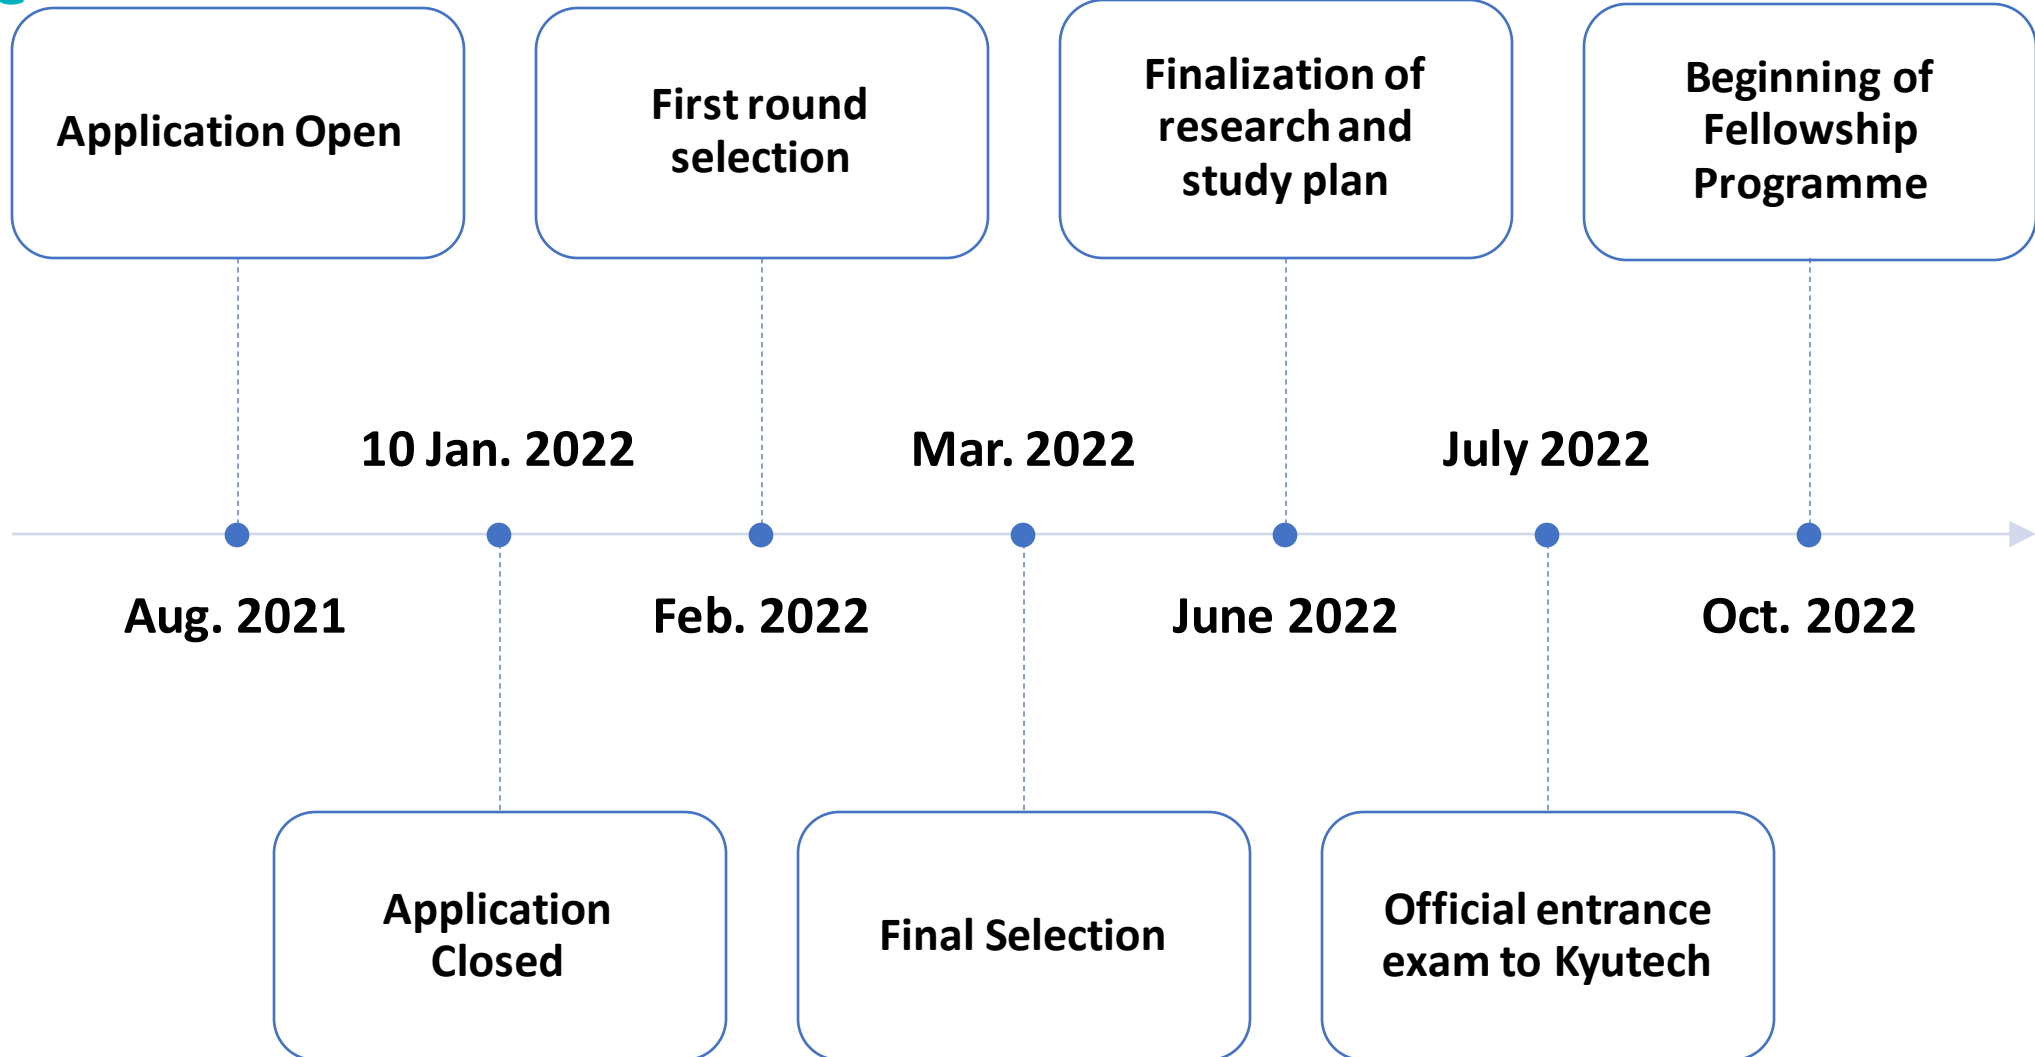 Application Open
First round
selection
Finalization of
research and
study plan
Beginning of
Fellowship
Programme
10 Jan. 2022
Mar. 2022
July 2022
Aug. 2021
Feb. 2022
June 2022
Oct. 2022
Application
Closed
Final Selection
Official entrance
exam to Kyutech